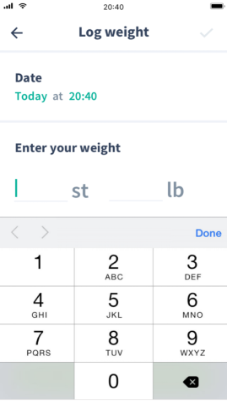 20:40
Log weight
Date
Today at 20:40
Enter your weight
st lb
Done
1 2 3
ABC DEF
4 5 6
GHI JKL MNO
7 8 9
PQRS TUV WXYZ
0